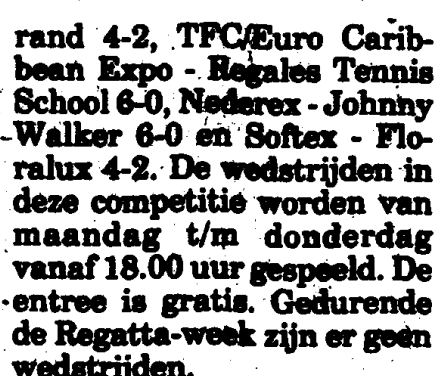 rand 4-2, TFC/Euro Carib-
bean Expo - Regales Tennis
School 6-0, Nederex - Johnny
Walker 6-0 en Softex - Flo-
ralux 4-2. De wedstrijden in
deze competitie worden van
maandag t/m donderdag
vanaf 18.00 uur gespeeld. De
entree is gratis. Gedurende
de Regatta-week zijn er geen
wedstrijden.